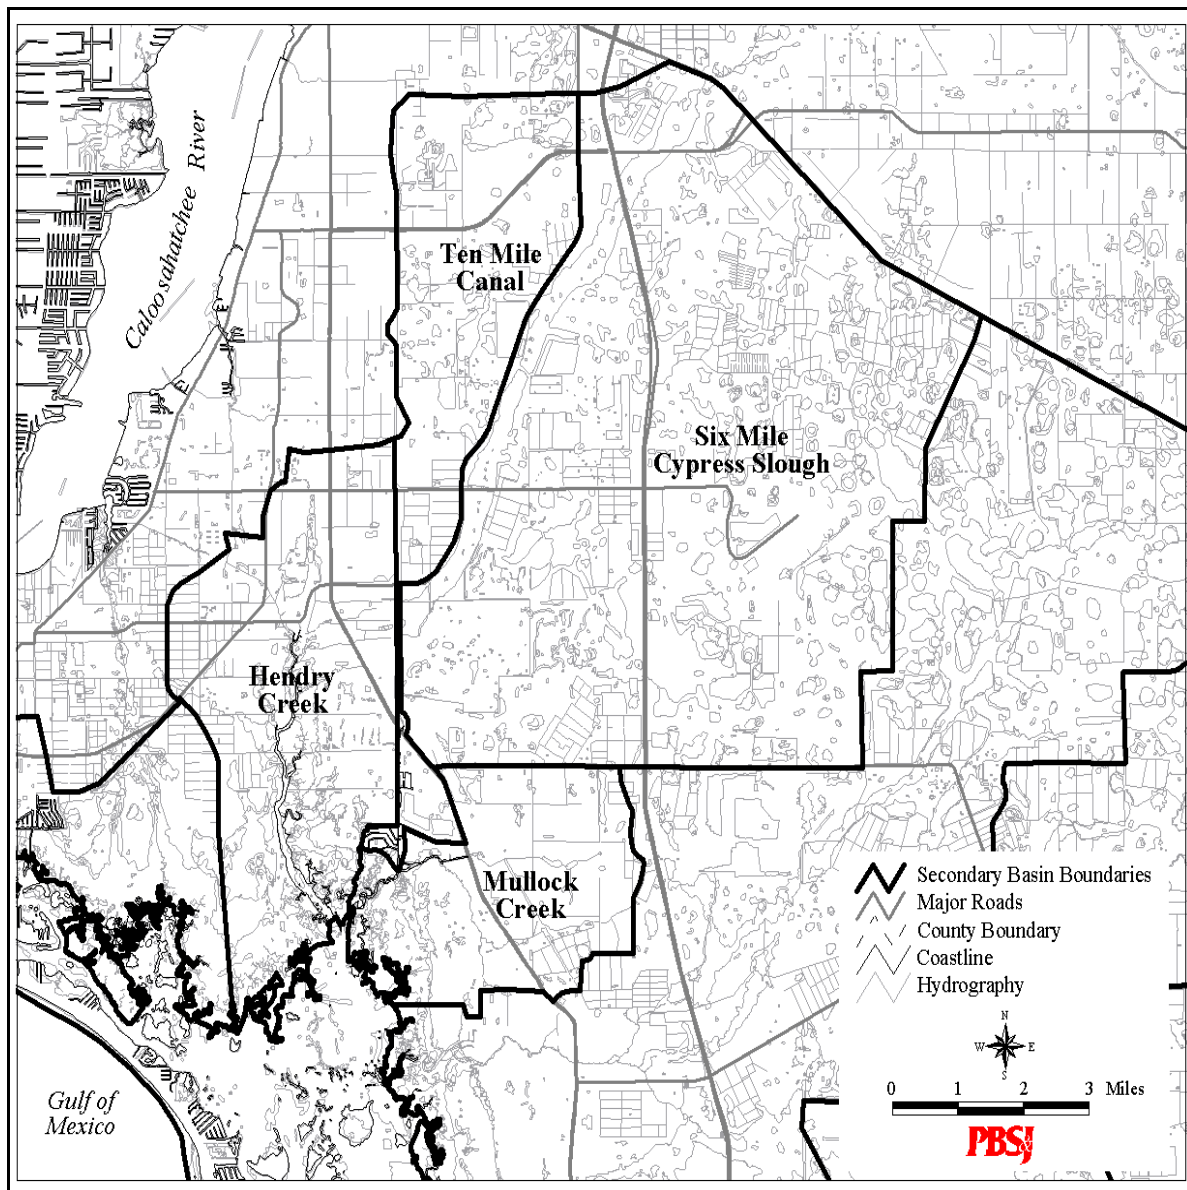 Caloosahatchee River
Ten Mile
Canal
Six Mile
Cypress Slough
Hendry
Creek
Mullock
Creek
Gulf of
Mexico
Secondary Basin Boundaries
Major Roads
County Boundary
Coastline
Hydrography
N
W E
S
0 1 2 3 Miles
PBS&J